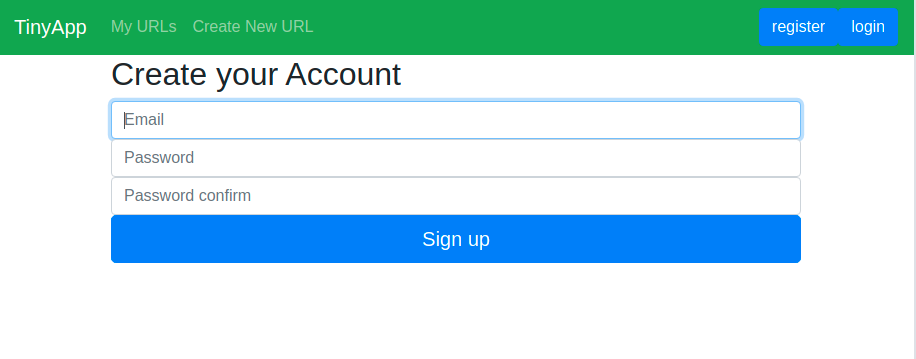 TinyApp My URLs Create New URL register login
Create your Account
Email
Password
Password confirm
Sign up